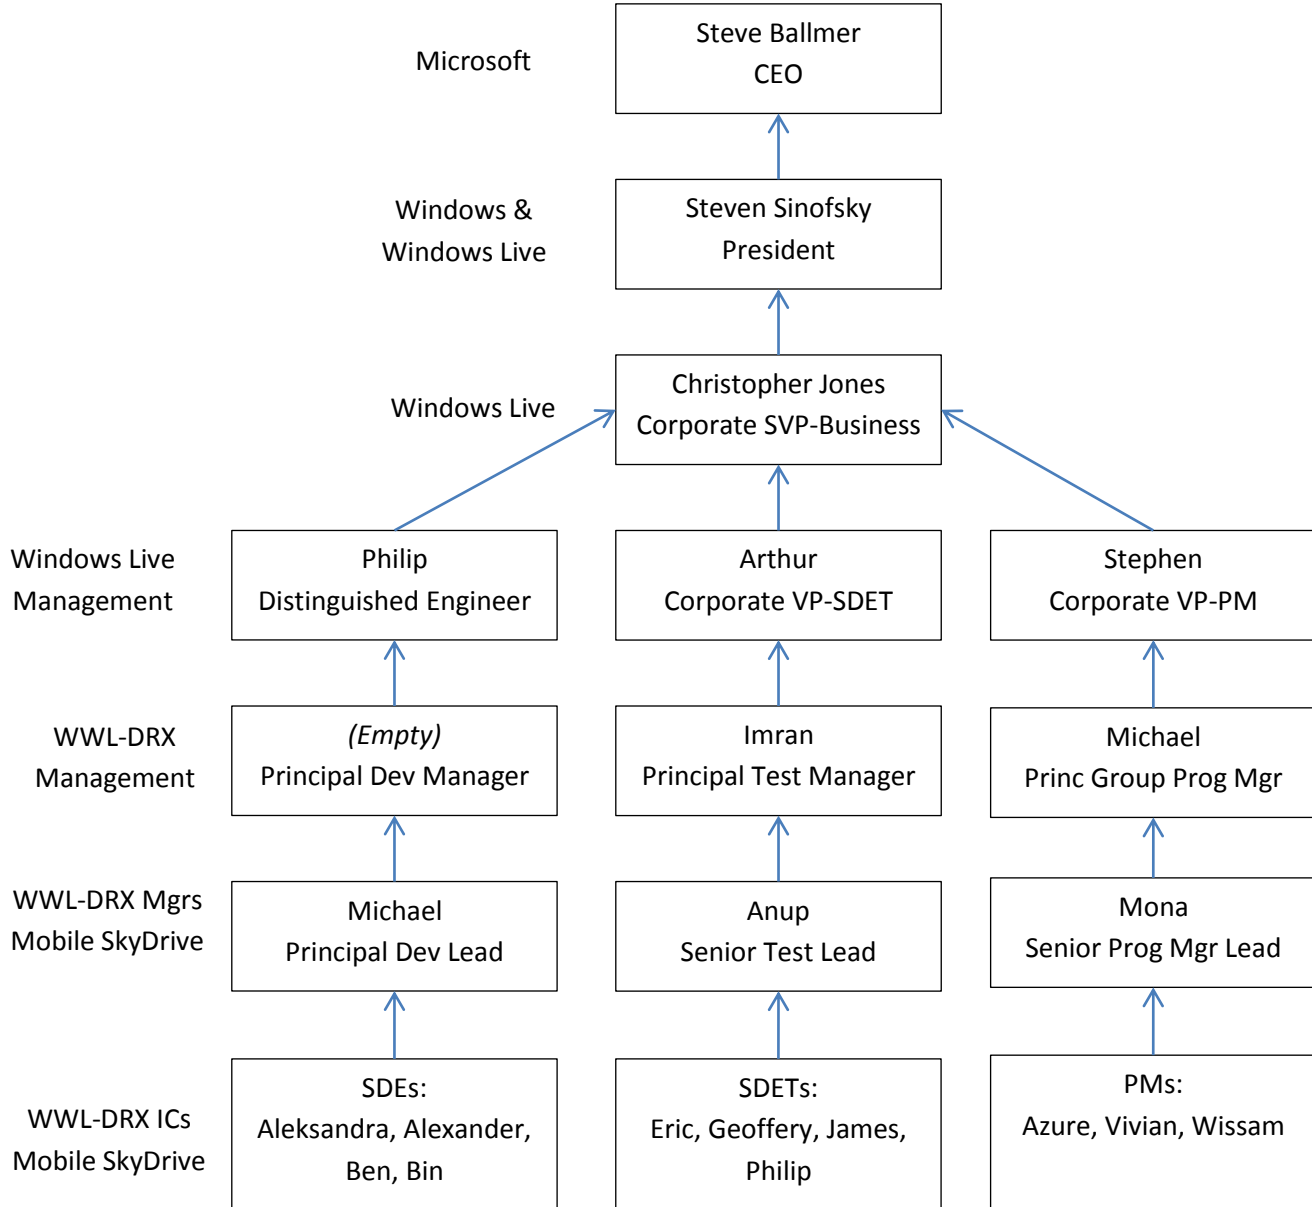 Microsoft
Steve Ballmer
CEO
Windows &
Windows Live
Steven Sinofsky
President
Windows Live
Christopher Jones
Corporate SVP-Business
Windows Live
Management
Philip
Distinguished Engineer
Arthur
Corporate VP-SDET
Stephen
Corporate VP-PM
WWL-DRX
Management
(Empty)
Principal Dev Manager
Imran
Principal Test Manager
Michael
Princ Group Prog Mgr
WWL-DRX Mgrs
Mobile SkyDrive
Michael
Principal Dev Lead
Anup
Senior Test Lead
Mona
Senior Prog Mgr Lead
WWL-DRX ICs
Mobile SkyDrive
SDEs:
Aleksandra, Alexander,
Ben, Bin
SDETs:
Eric, Geoffery, James,
Philip
PMs:
Azure, Vivian, Wissam